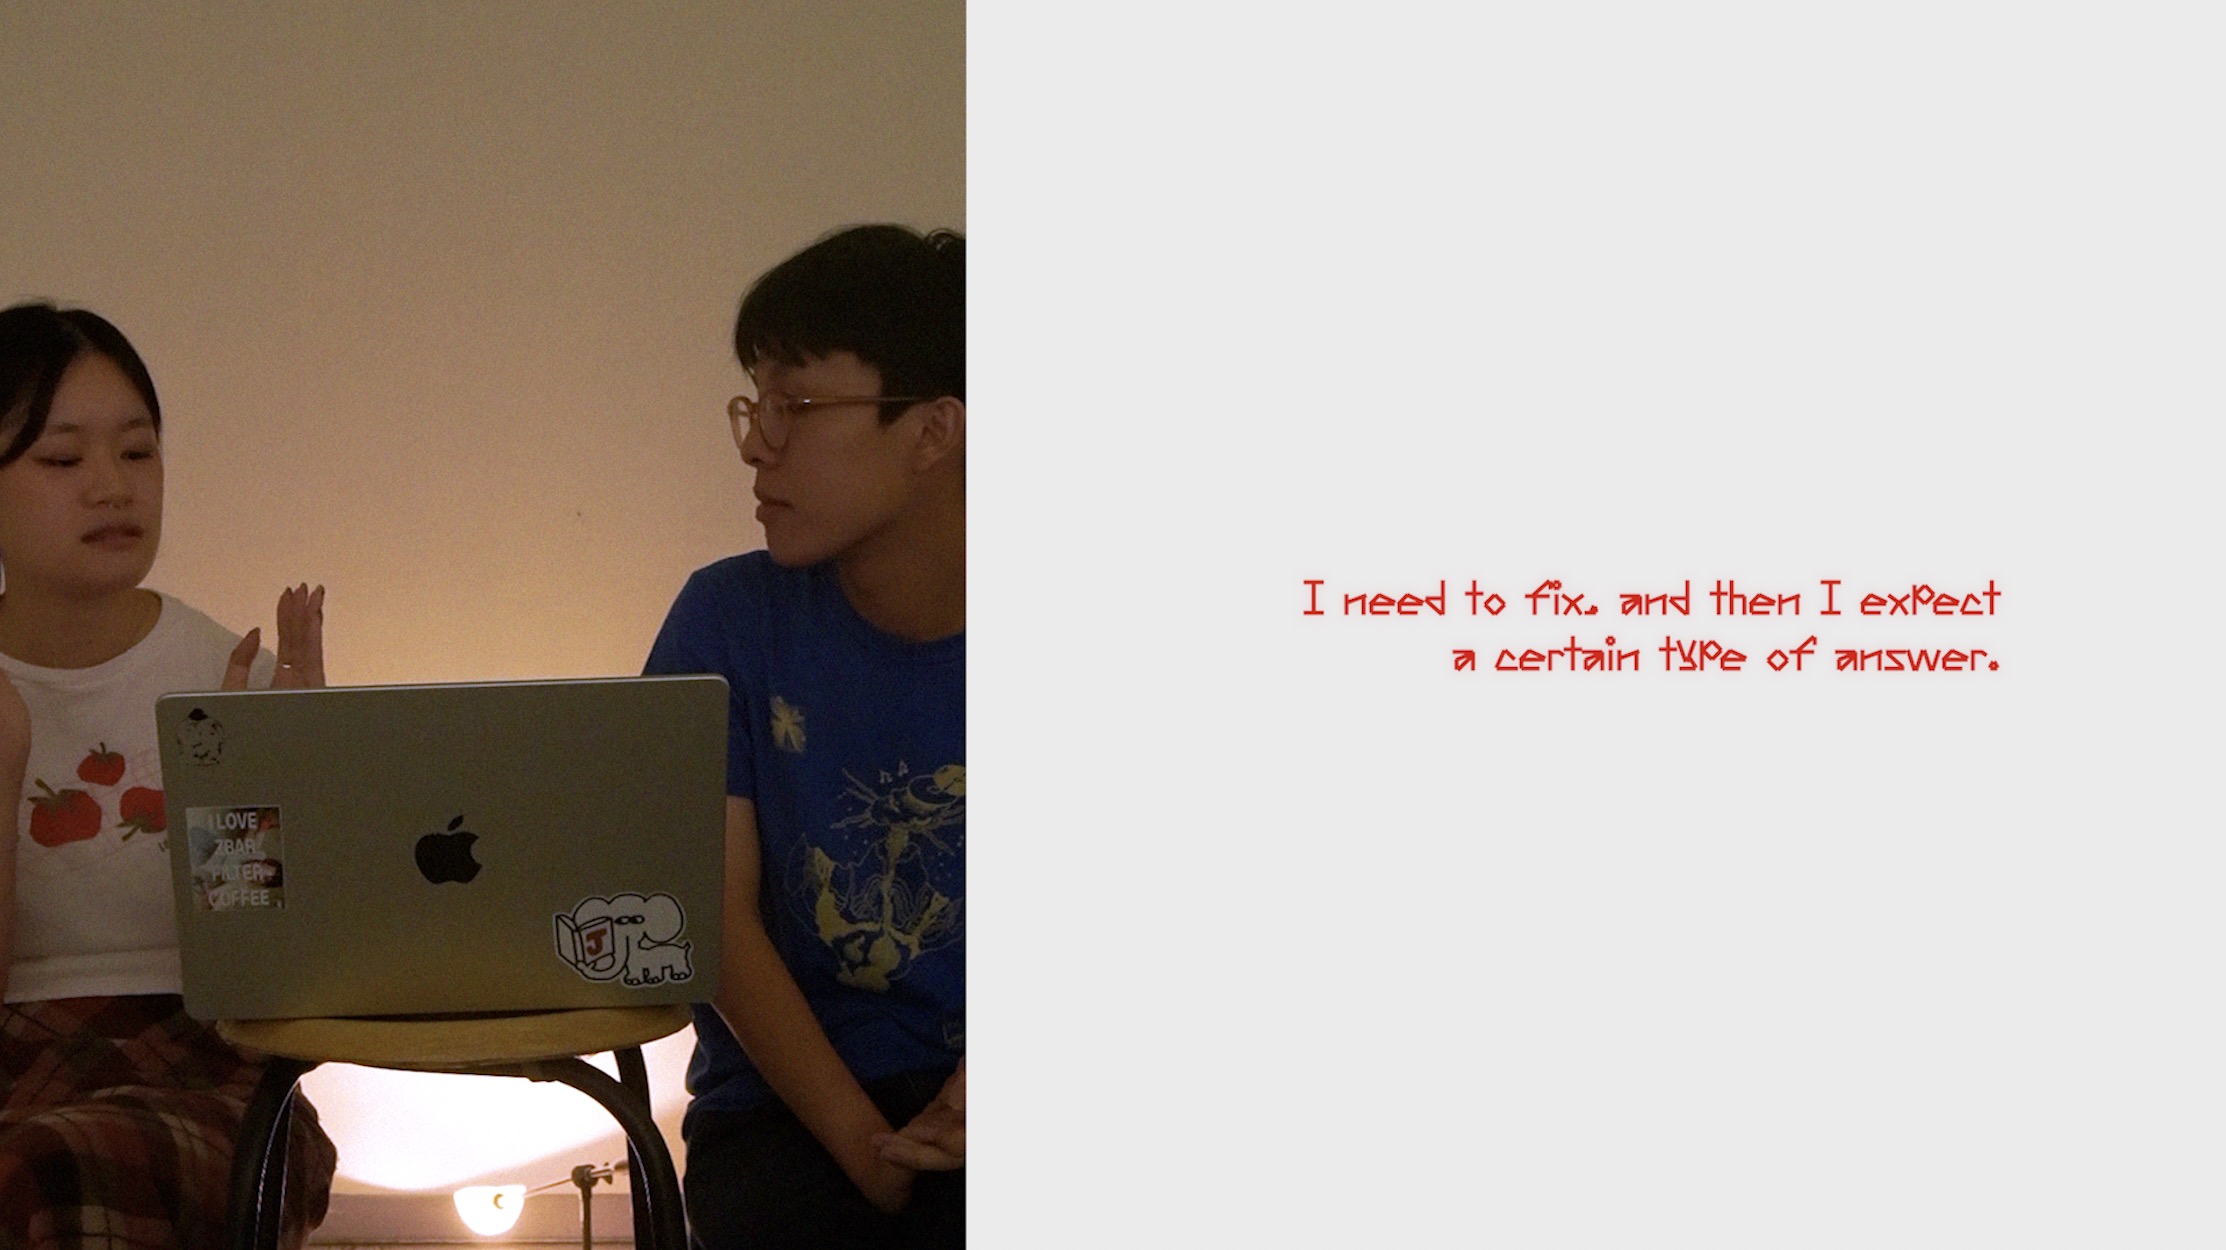 I LOVE
ZBAR
FILTER
COFFEE
J
I need to fix. and then I expect
a certain type of answer.